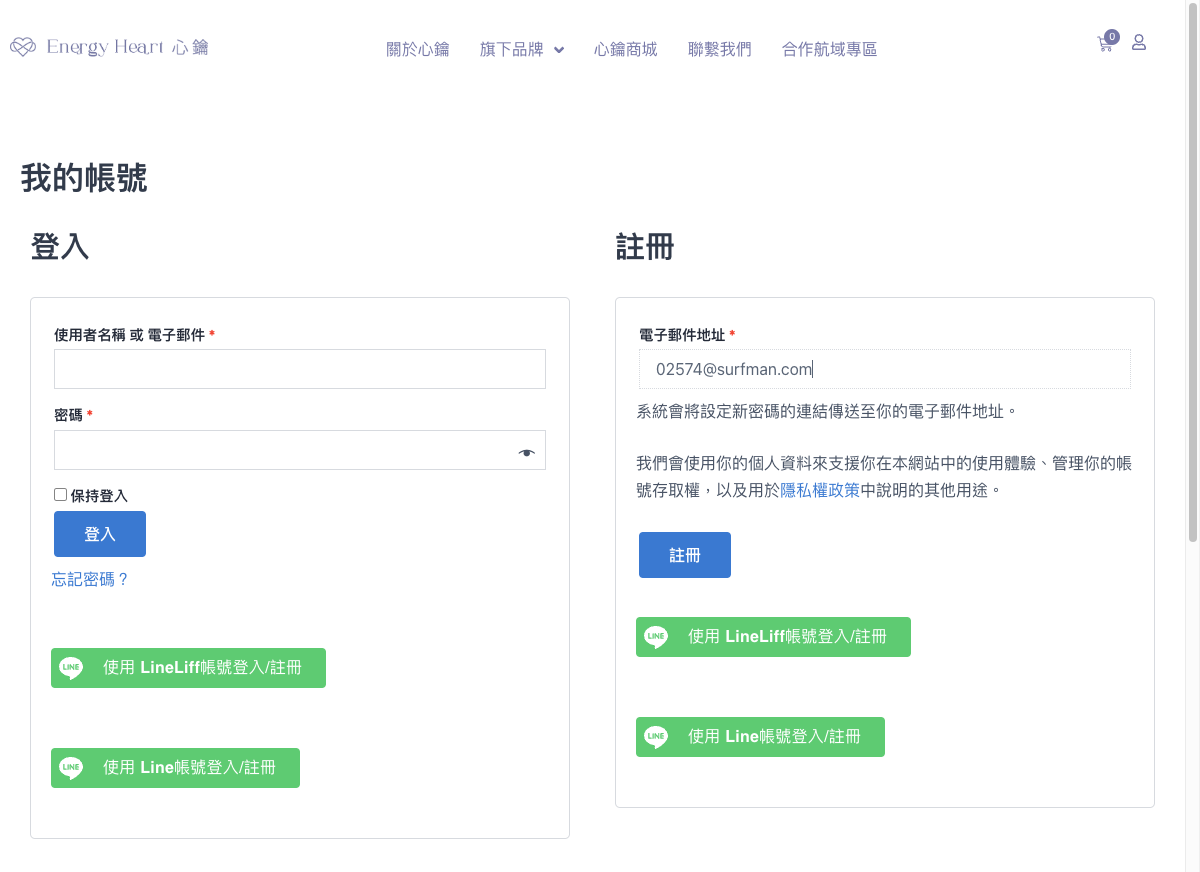 Energy Heart 心鑰
關於心鑰
旗下品牌
心鑰商城
聯繫我們
合作航域專區
0
我的帳號
登入
使用者名稱 或 電子郵件 *
密碼 *
保持登入
登入
忘記密碼？
LINE 使用 LineLiff帳號登入/註冊
LINE 使用 Line帳號登入/註冊
註冊
電子郵件地址 *
02574@surfman.com
系統會將設定新密碼的連結傳送至你的電子郵件地址。
我們會使用你的個人資料來支援你在本網站中的使用體驗、管理你的帳
號存取權，以及用於隱私權政策中說明的其他用途。
註冊
LINE 使用 LineLiff帳號登入/註冊
LINE 使用 Line帳號登入/註冊